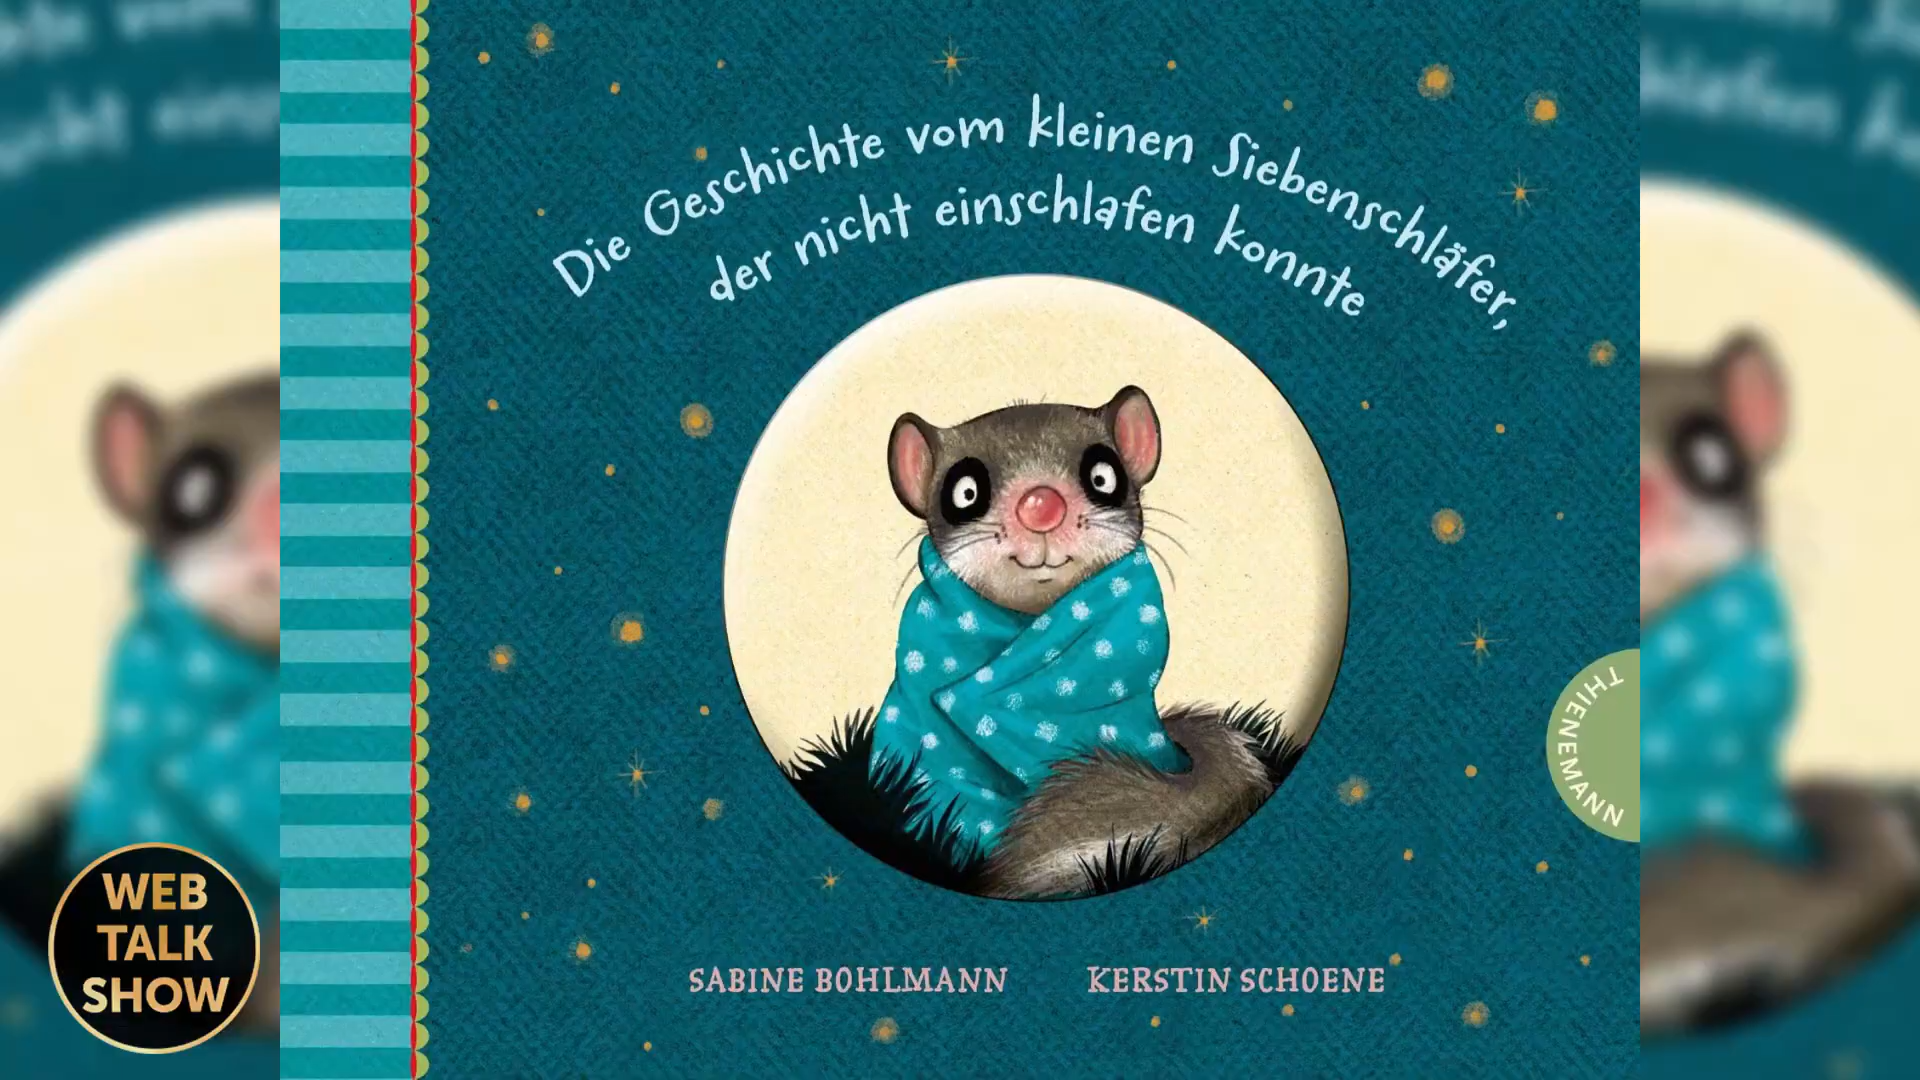 Die Geschichte vom kleinen Siebenschläfer,
der nicht einschlafen konnte
THIENEMANN
WEB
TALK
SHOW
SABINE BOHLMANN
KERSTIN SCHOENE